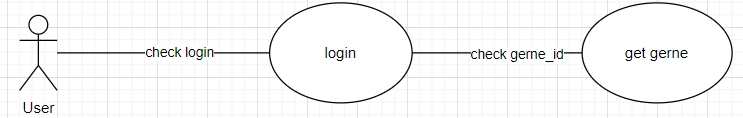 check login
login
check gerne_id
get gerne
User